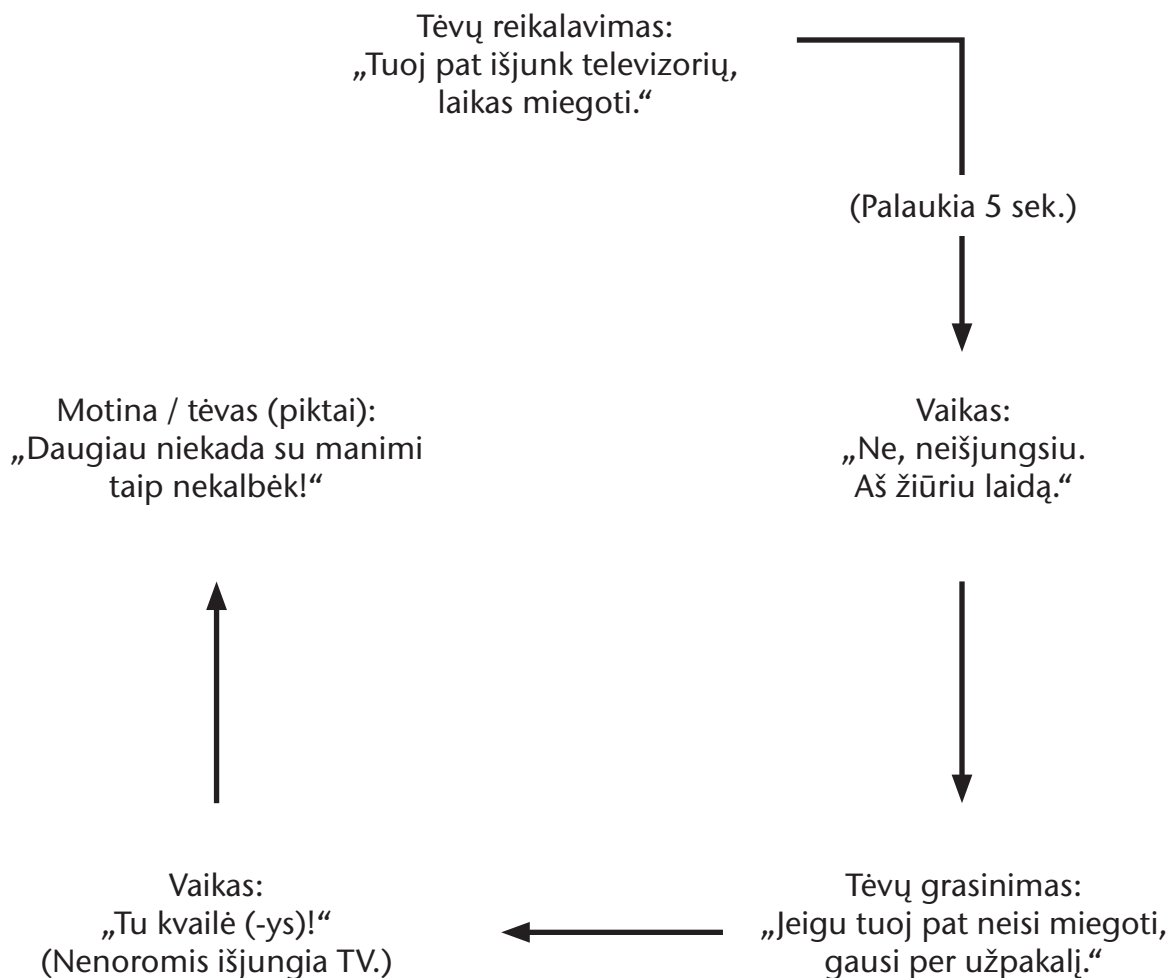 Tėvų reikalavimas:
„Tuoj pat išjunk televizorių,
laikas miegoti.“
(Palaukia 5 sek.)
Vaikas:
„Ne, neišjungsiu.
Aš žiūriu laidą.“
Tėvų grasinimas:
„Jeigu tuoj pat neisi miegoti,
gausi per užpakalį.“
Vaikas:
„Tu kvailė (-ys)!“
(Nenoromis išjungia TV.)
Motina / tėvas (piktai):
„Daugiau niekada su manimi
taip nekalbėk!“